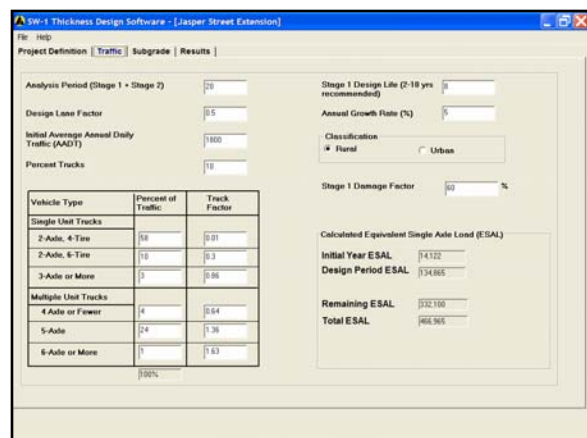 SW-1 Thickness Design Software - [Jasper Street Extension]
File Help
Project Definition Traffic Subgrade Results
Analysis Period (Stage 1 + Stage 2) 20
Design Lane Factor 0.5
Initial Average Annual Daily
Traffic (AADT) 1800
Percent Trucks 10
Vehicle Type Percent of Traffic Truck Factor
Single Unit Trucks
2-Axle, 4-Tire 58 0.01
2-Axle, 6-Tire 10 0.3
3-Axle or More 3 0.86
Multiple Unit Trucks
4 Axle or Fewer 4 0.64
5-Axle 24 1.36
6-Axle or More 1 1.63
100%
Stage 1 Design Life (2-10 yrs
recommended) 8
Annual Growth Rate (%) 5
Classification
Rural Urban
Stage 1 Damage Factor 60 %
Calculated Equivalent Single Axle Load (ESAL)
Initial Year ESAL 14,122
Design Period ESAL 134,865
Remaining ESAL 332,100
Total ESAL 466,965